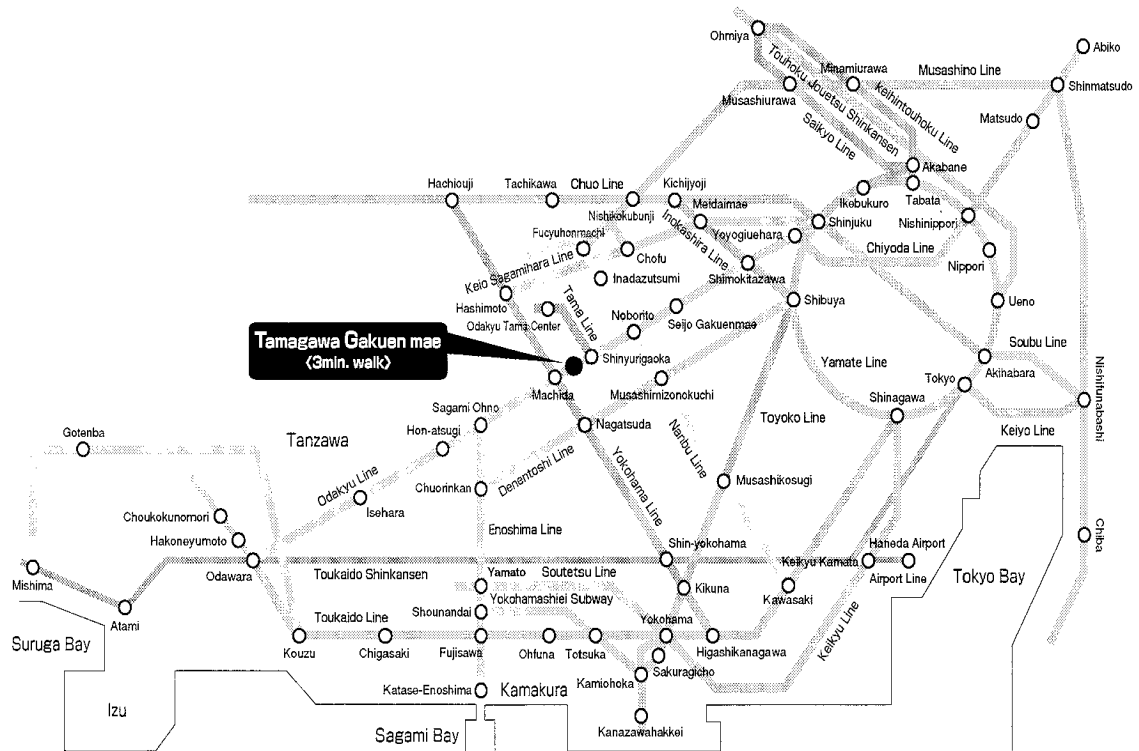 Ohmiya
Abiko
Minamiurawa
Musashino Line
Shinmatsudo
Touhoku Jouetsu Shinkansen
Keihintouhoku Line
Musashiurawa
Saikyo Line
Matsudo
Akabane
Hachiouji
Tachikawa
Chuo Line
Kichijyoji
Ikebukuro
Tabata
Nishikokubunji
Meidaimae
Shinjuku
Nishinippori
Fucyuhonmachi
Inokashira Line
Yoyogiuehara
Chiyoda Line
Keio Sagamihara Line
Chofu
Shimokitazawa
Nippori
Inadazutsumi
Hashimoto
Tama Line
Odakyu Tama Center
Noborito
Seijo Gakuenmae
Shibuya
Ueno
Tamagawa Gakuen mae
(3min. walk)
Shinyurigaoka
Yamate Line
Soubu Line
Akihabara
Nishifunabashi
Machida
Musashimizonokuchi
Tokyo
Shinagawa
Sagami Ohno
Toyoko Line
Keiyo Line
Gotenba
Tanzawa
Hon-atsugi
Nagatsuda
Nanbu Line
Denentoshi Line
Yokohama Line
Odakyu Line
Chuorinkan
Musashikosugi
Isehara
Choukokunomori
Enoshima Line
Chiba
Hakoneyumoto
Shin-yokohama
Haneda Airport
Mishima
Odawara
Toukaido Shinkansen
Yamato
Soutetsu Line
Keikyu Kamata
Airport Line
Tokyo Bay
Yokohamashiei Subway
Kikuna
Kawasaki
Atami
Shounandai
Suruga Bay
Toukaido Line
Yokohama
Keikyu Line
Kouzu
Chigasaki
Fujisawa
Ohfuna
Totsuka
Higashikanagawa
Sakuragicho
Kamiohoka
Katase-Enoshima
Kamakura
Izu
Kanazawahakkei
Sagami Bay